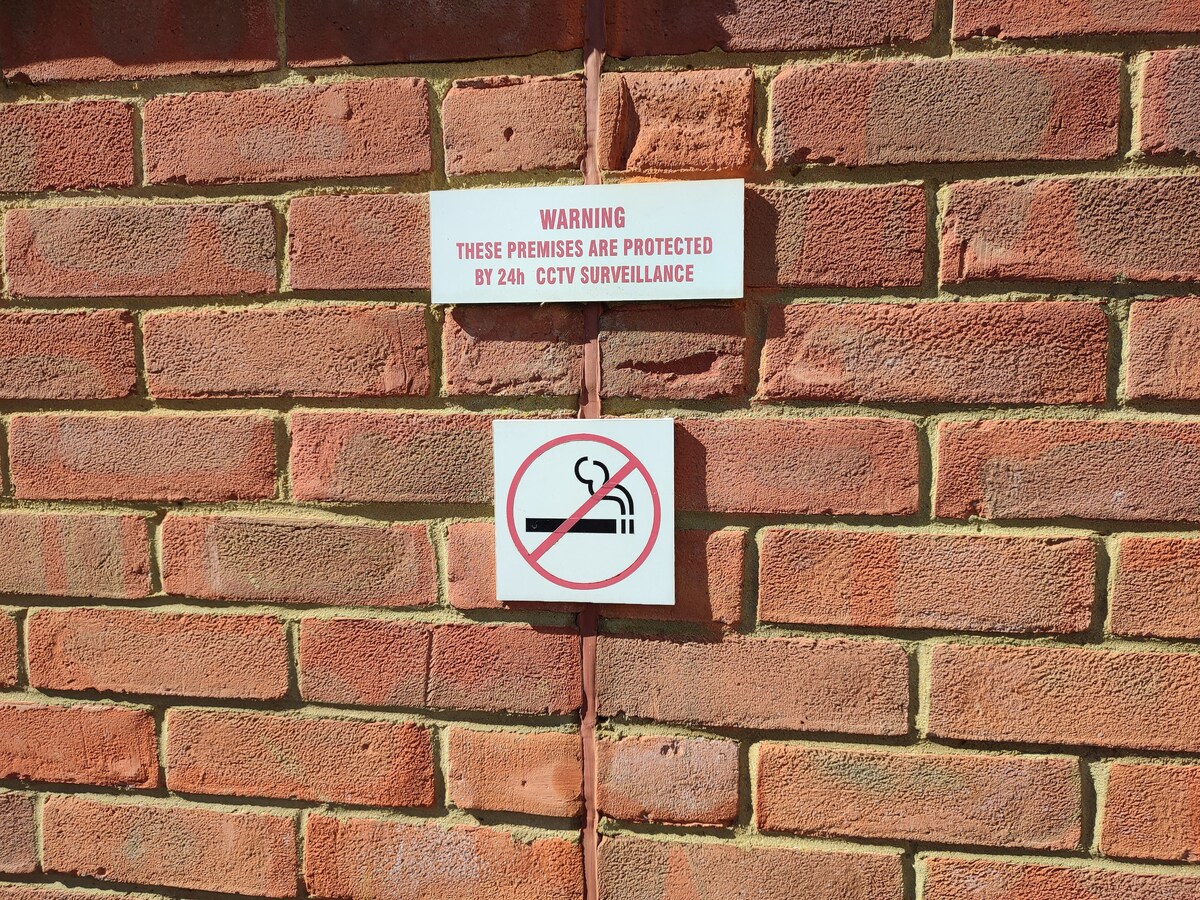 WARNING
THESE PREMISES ARE PROTECTED
BY 24h CCTV SURVEILLANCE